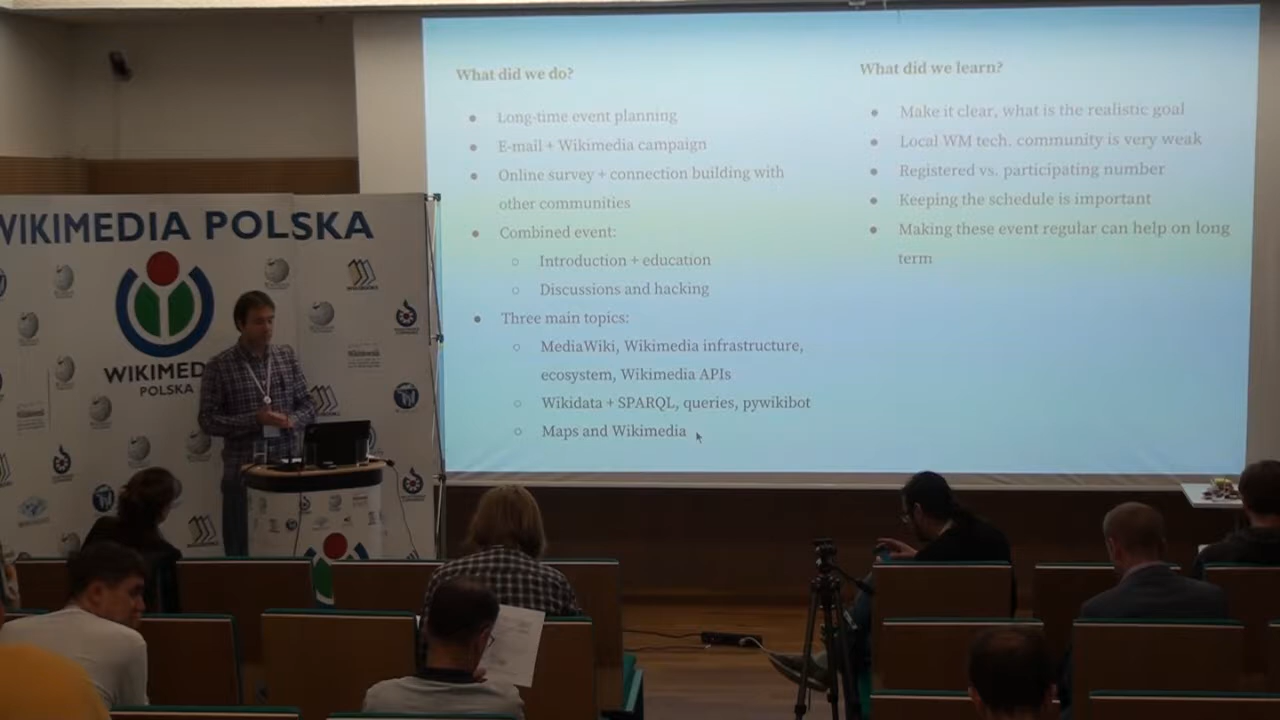 What did we do?
Long-time event planning
E-mail + Wikimedia campaign
Online survey + connection building with
other communities
Combined event:
Introduction + education
Discussions and hacking
Three main topics:
MediaWiki, Wikimedia infrastructure,
ecosystem, Wikimedia APIs
Wikidata + SPARQL, queries, pywikibot
Maps and Wikimedia
What did we learn?
Make it clear, what is the realistic goal
Local WM tech. community is very weak
Registered vs. participating number
Keeping the schedule is important
Making these event regular can help on long
term
WIKIMEDIA POLSKA
WIKIMED
POLSKA